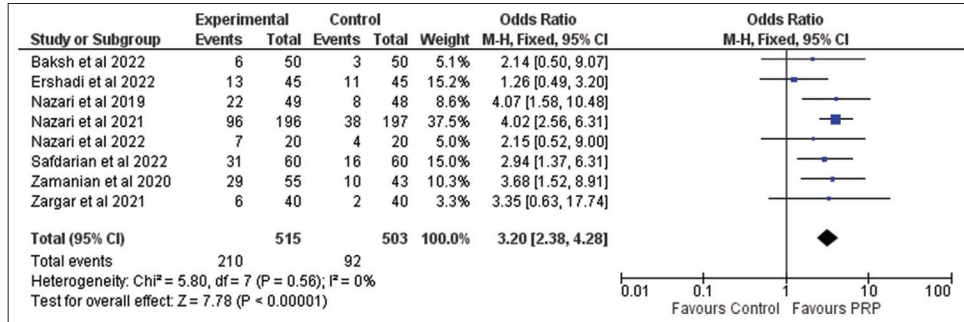 Experimental Control Odds Ratio Odds Ratio
Study or Subgroup Events Total Events Total Weight M-H, Fixed, 95% CI M-H, Fixed, 95% CI
Baksh et al 2022 6 50 3 50 5.1% 2.14 [0.50, 9.07]
Ershadi et al 2022 13 45 11 45 15.2% 1.26 [0.49, 3.20]
Nazari et al 2019 22 49 8 48 8.6% 4.07 [1.58, 10.48]
Nazari et al 2021 96 196 38 197 37.5% 4.02 [2.56, 6.31]
Nazari et al 2022 7 20 4 20 5.0% 2.15 [0.52, 9.00]
Safdarian et al 2022 31 60 16 60 15.0% 2.94 [1.37, 6.31]
Zamanian et al 2020 29 55 10 43 10.3% 3.68 [1.52, 8.91]
Zargar et al 2021 6 40 2 40 3.3% 3.35 [0.63, 17.74]
Total (95% CI) 515 503 100.0% 3.20 [2.38, 4.28]
Total events 210 92
Heterogeneity: Chi² = 5.80, df = 7 (P = 0.56); I² = 0%
Test for overall effect: Z = 7.78 (P < 0.00001)
0.01 0.1 1 10 100
Favours Control Favours PRP